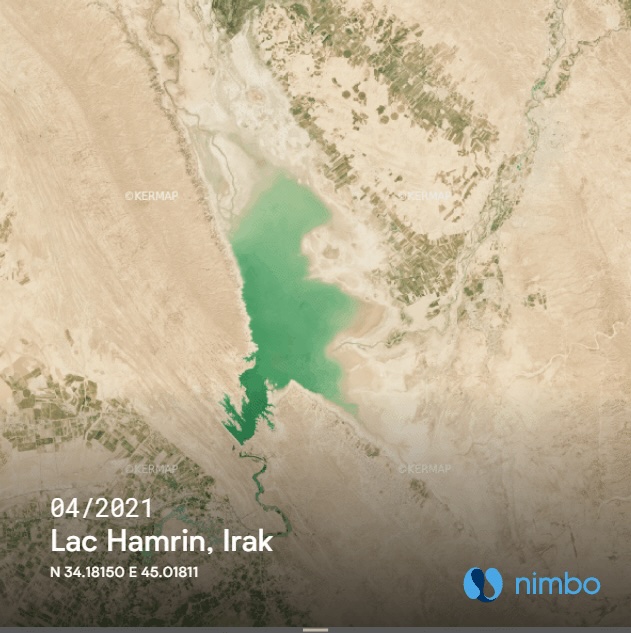 ©KERMAP ©KERMAP
©KERMAP ©KERMAP
04/2021
Lac Hamrin, Irak
N 34.18150 E 45.01811
nimbo